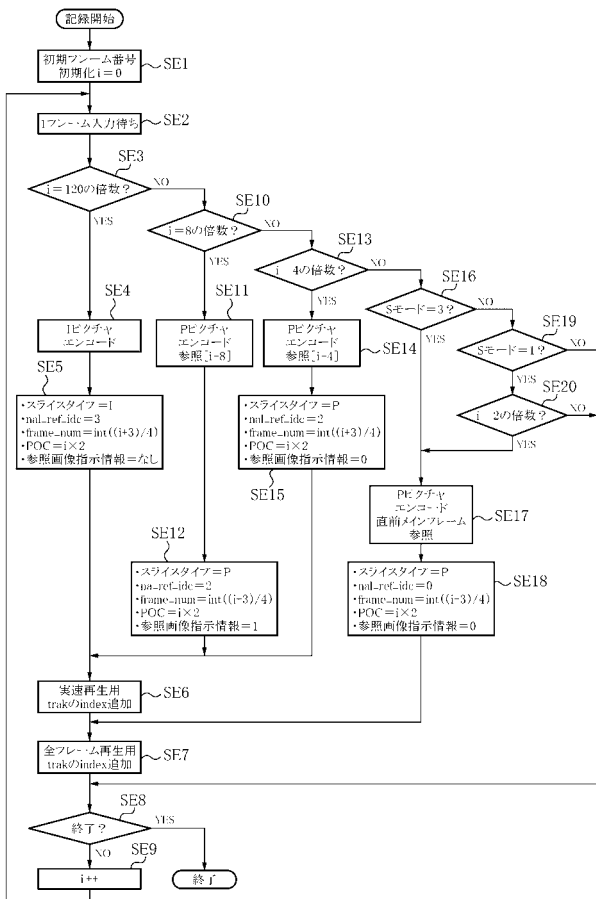 記録開始
初期フレーム番号
初期化 i=0
SE1
1フレーム入力待ち
SE2
SE3
i=120の倍数?
NO
YES
SE10
i=8の倍数?
NO
YES
SE13
i=4の倍数?
NO
YES
SE16
Sモード=3?
NO
YES
SE19
Sモード=1?
NO
YES
SE20
i=2の倍数?
NO
YES
SE4
Iピクチャ
エンコード
SE11
Pピクチャ
エンコード
参照[i-8]
Pピクチャ
エンコード
参照[i-4]
SE14
SE5
・スライスタイプ=I
・nal_ref_idc=3
・frame_num=int((i+3)/4)
・POC=i×2
・参照画像指示情報=なし
・スライスタイプ=P
・nal_ref_idc=2
・frame_num=int((i+3)/4)
・POC=i×2
・参照画像指示情報=0
SE15
Pピクチャ
エンコード
直前メインフレーム
参照
SE17
SE12
・スライスタイプ=P
・nal_ref_idc=2
・frame_num=int((i+3)/4)
・POC=i×2
・参照画像指示情報=1
・スライスタイプ=P
・nal_ref_idc=0
・frame_num=int((i+3)/4)
・POC=i×2
・参照画像指示情報=0
SE18
実速再生用
trakのindex追加
SE6
全フレーム再生用
trakのindex追加
SE7
SE8
終了?
YES
NO
SE9
i++
終了